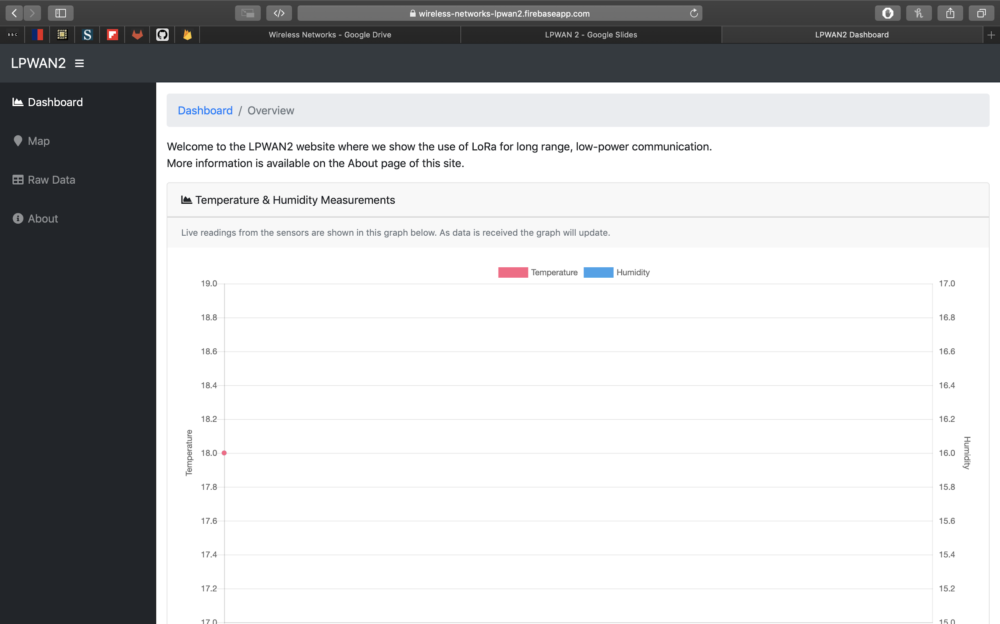 wireless-networks-lpwan2.firebaseapp.com
BBC
Wireless Networks - Google Drive
LPWAN 2 - Google Slides
LPWAN2 Dashboard
LPWAN2
Dashboard
Map
Raw Data
About
Dashboard / Overview
Welcome to the LPWAN2 website where we show the use of LoRa for long range, low-power communication.
More information is available on the About page of this site.
Temperature & Humidity Measurements
Live readings from the sensors are shown in this graph below. As data is received the graph will update.
Temperature Humidity
19.0 17.0
18.8 16.8
18.6 16.6
18.4 16.4
18.2 16.2
Temperature
18.0 16.0
Humidity
17.8 15.8
17.6 15.6
17.4 15.4
17.2 15.2
17.0 15.0